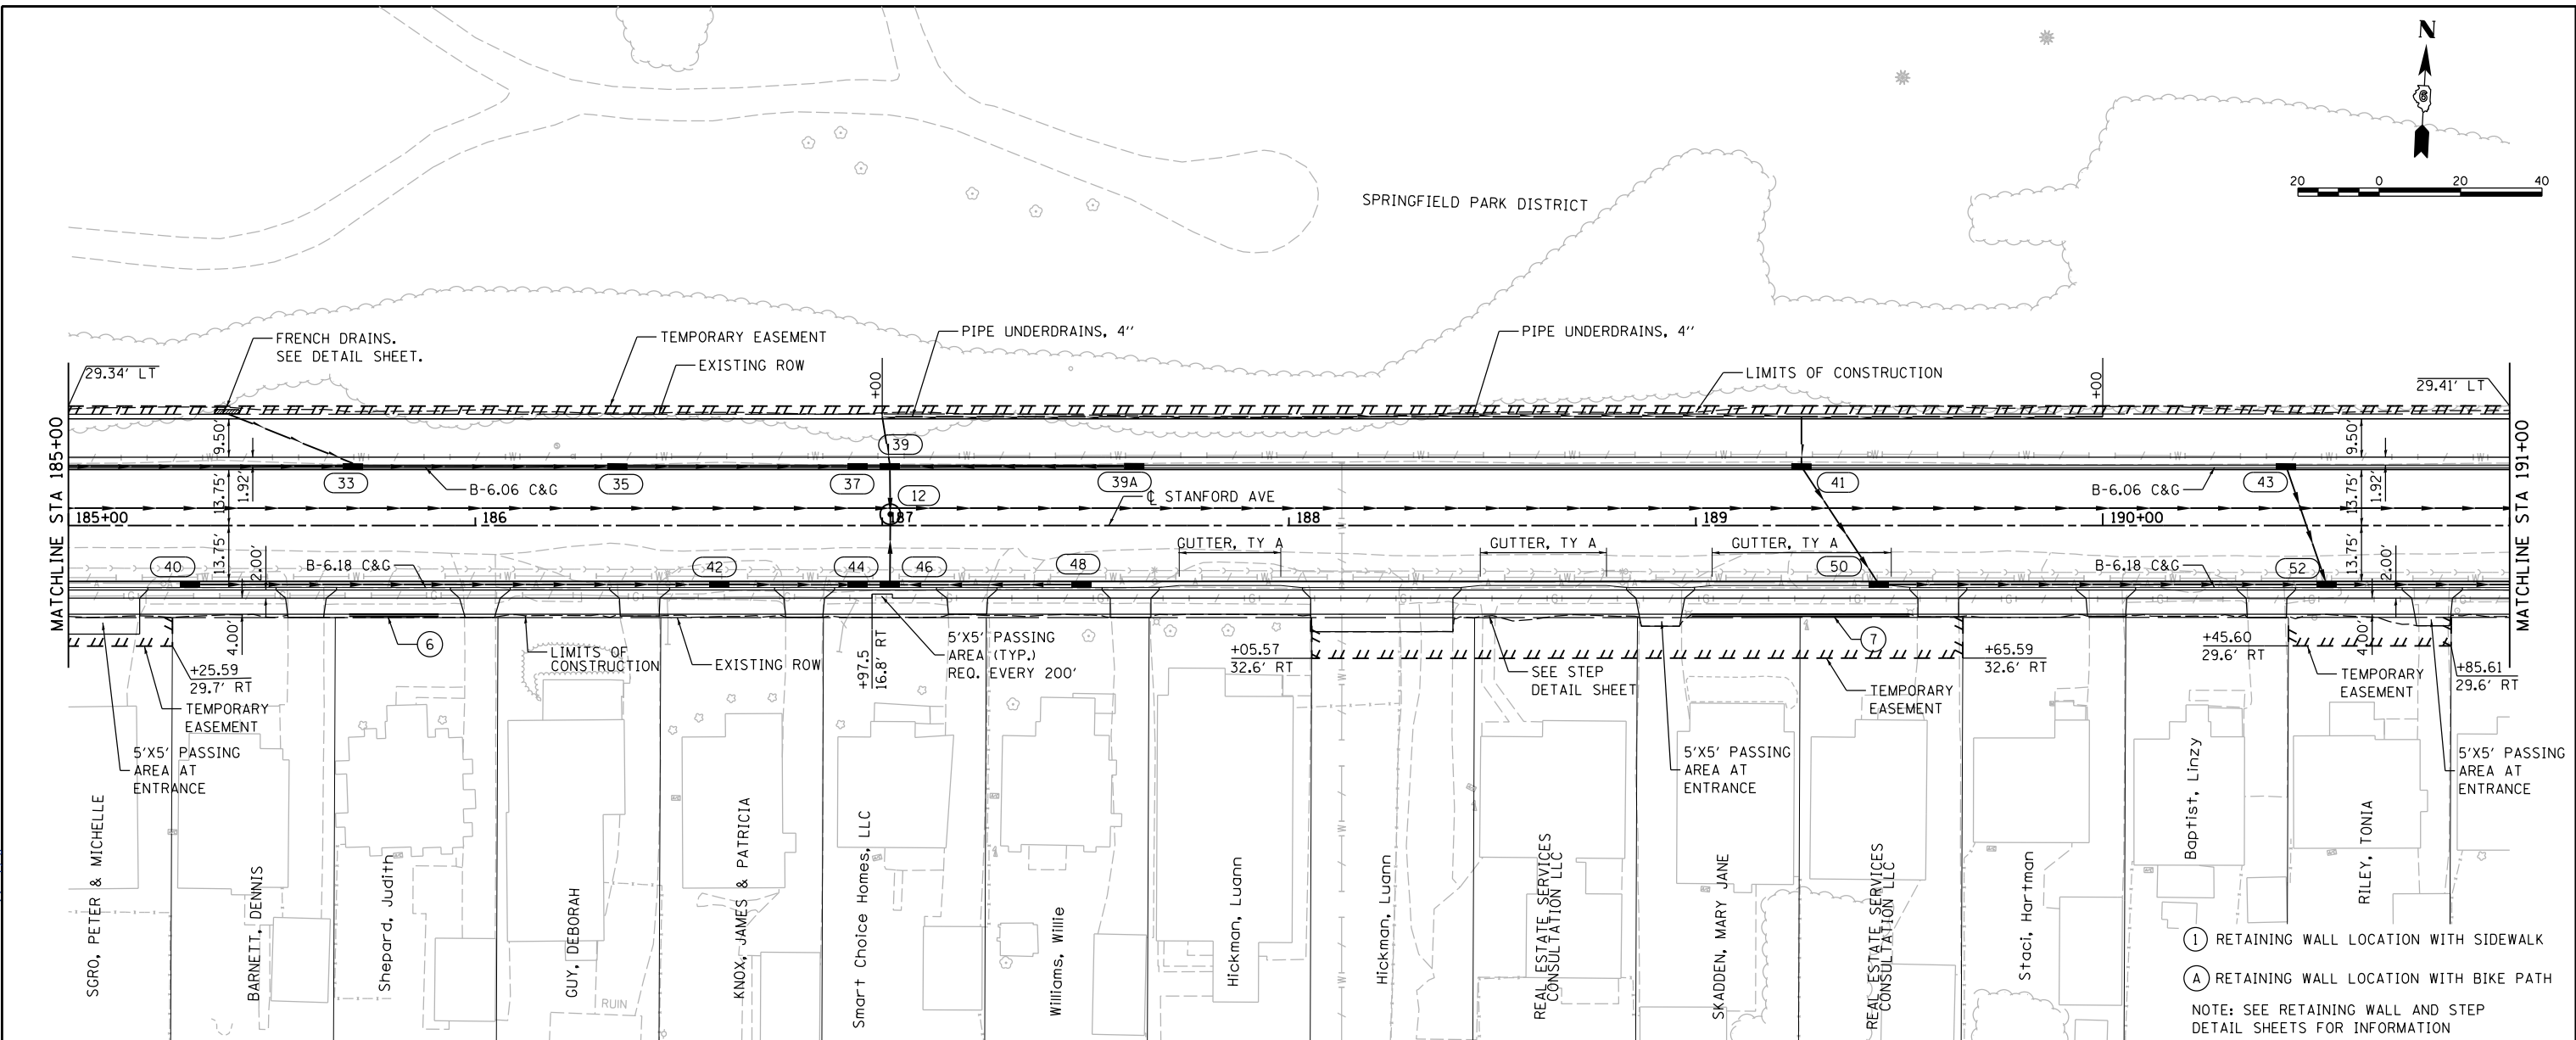 N
6
20 0 20 40
SPRINGFIELD PARK DISTRICT
FRENCH DRAINS.
SEE DETAIL SHEET.
TEMPORARY EASEMENT
EXISTING ROW
+00
PIPE UNDERDRAINS, 4''
PIPE UNDERDRAINS, 4''
LIMITS OF CONSTRUCTION
+00
29.34' LT
29.41' LT
MATCHLINE STA 185+00
9.50'
1.92'
13.75'
13.75'
2.00'
4.00'
33
B-6.06 C&G
35
37
39
12
39A
℄ STANFORD AVE
41
B-6.06 C&G
43
9.50'
1.92'
13.75'
13.75'
2.00'
4.00'
MATCHLINE STA 191+00
185+00
186
187
188
189
190+00
40
B-6.18 C&G
42
44
46
48
GUTTER, TY A
GUTTER, TY A
GUTTER, TY A
50
B-6.18 C&G
52
6
7
+25.59
29.7' RT
TEMPORARY
EASEMENT
5'X5' PASSING
AREA AT
ENTRANCE
LIMITS OF
CONSTRUCTION
EXISTING ROW
+97.5
16.8' RT
5'X5' PASSING
AREA (TYP.)
REQ. EVERY 200'
+05.57
32.6' RT
SEE STEP
DETAIL SHEET
5'X5' PASSING
AREA AT
ENTRANCE
TEMPORARY
EASEMENT
+65.59
32.6' RT
+45.60
29.6' RT
TEMPORARY
EASEMENT
+85.61
29.6' RT
5'X5' PASSING
AREA AT
ENTRANCE
SGRO, PETER & MICHELLE
BARNETT, DENNIS
Shepard, Judith
GUY, DEBORAH
RUIN
KNOX, JAMES & PATRICIA
Smart Choice Homes, LLC
Williams, Willie
Hickman, Luann
Hickman, Luann
REAL ESTATE SERVICES
CONSULTATION LLC
SKADDEN, MARY JANE
REAL ESTATE SERVICES
CONSULTATION LLC
Staci, Hartman
Baptist, Linzy
RILEY, TONIA
1 RETAINING WALL LOCATION WITH SIDEWALK
A RETAINING WALL LOCATION WITH BIKE PATH
NOTE: SEE RETAINING WALL AND STEP
DETAIL SHEETS FOR INFORMATION